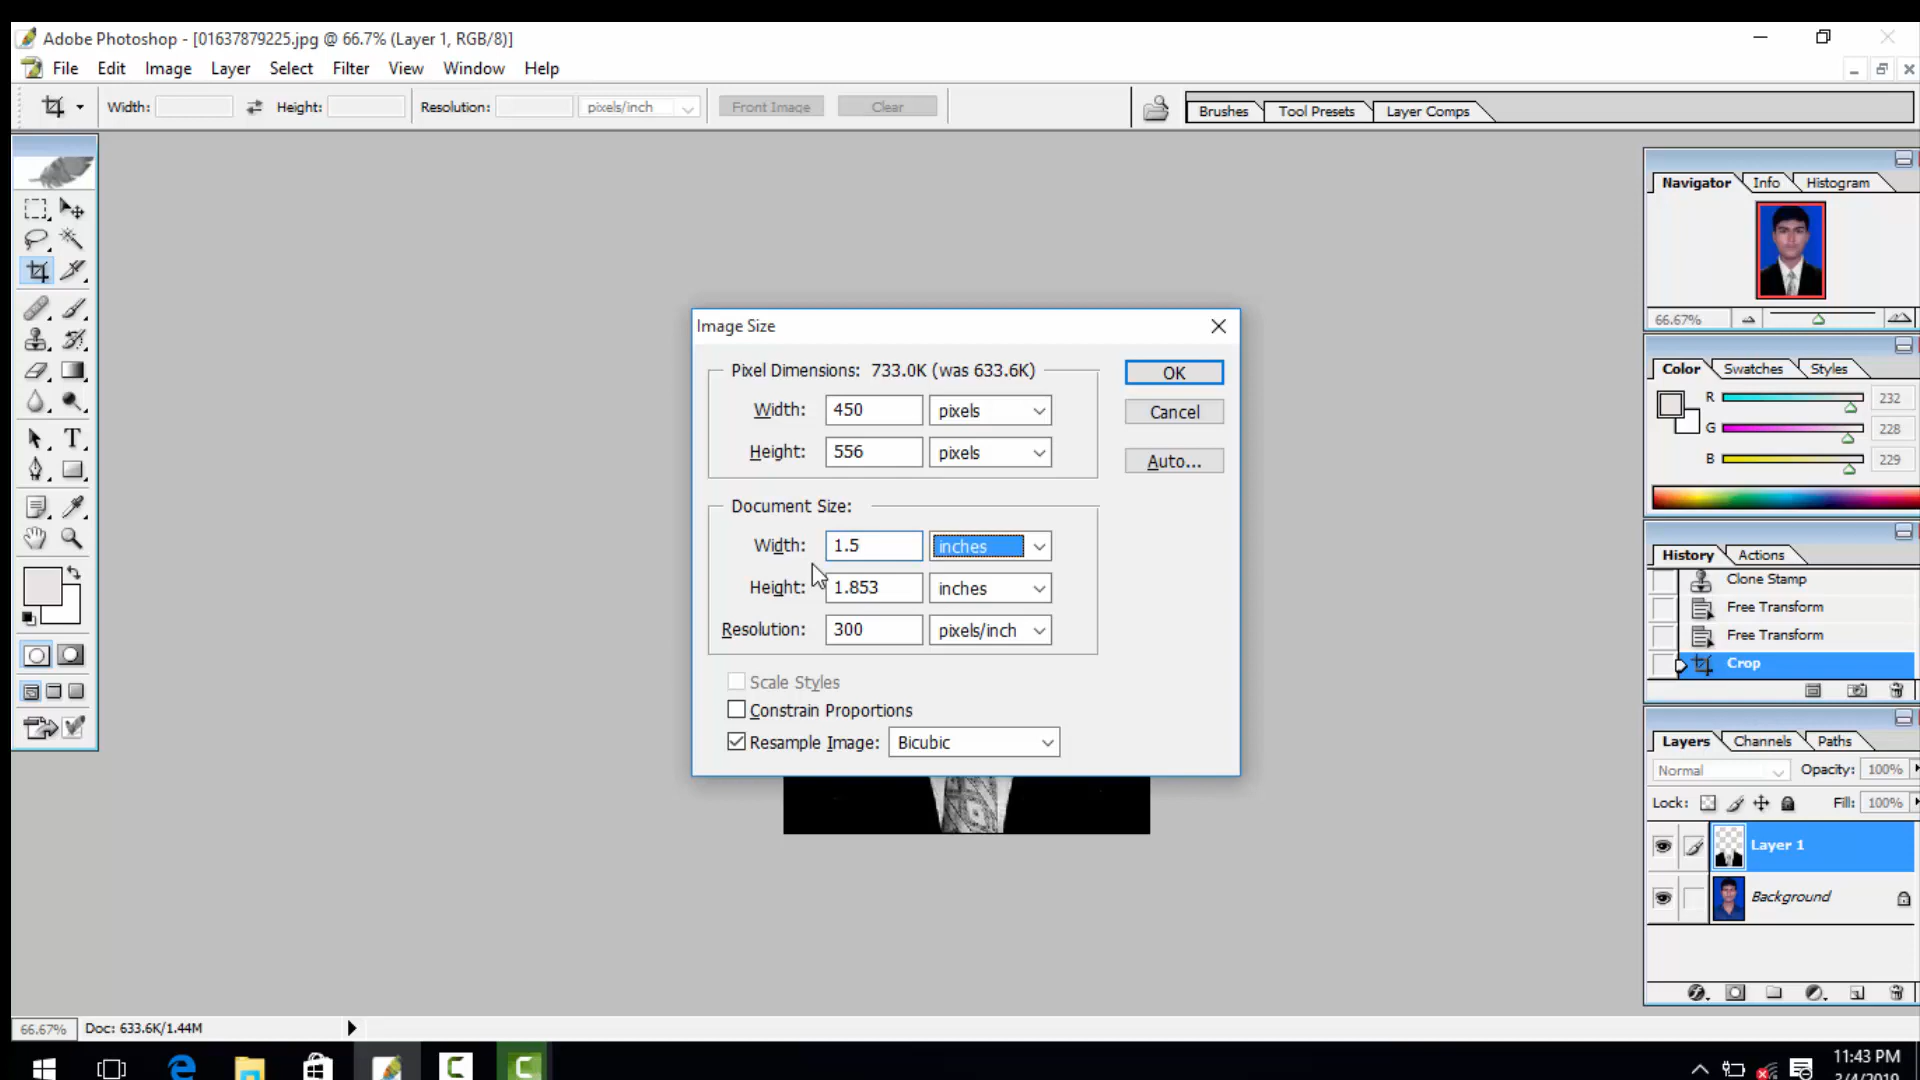 Adobe Photoshop - [01637879225.jpg @ 66.7% (Layer 1, RGB/8)]
File Edit Image Layer Select Filter View Window Help
Width: Height: Resolution: pixels/inch Front Image Clear Brushes Tool Presets Layer Comps
Navigator Info Histogram
66.67%
Color Swatches Styles
R 232
G 228
B 229
History Actions
Clone Stamp
Free Transform
Free Transform
Crop
Layers Channels Paths
Normal Opacity: 100%
Lock: Fill: 100%
Layer 1
Background
Image Size
Pixel Dimensions: 733.0K (was 633.6K)
Width: 450 pixels
Height: 556 pixels
Document Size:
Width: 1.5 inches
Height: 1.853 inches
Resolution: 300 pixels/inch
Scale Styles
Constrain Proportions
Resample Image: Bicubic
OK
Cancel
Auto...
66.67% Doc: 633.6K/1.44M
11:43 PM
3/4/2019